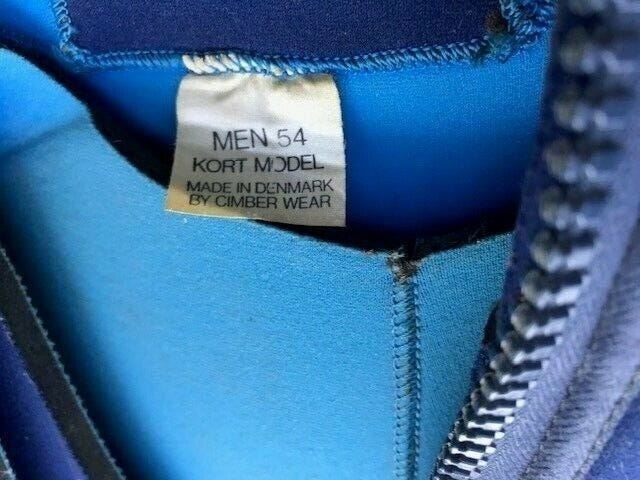 MEN 54
KORT MODEL
MADE IN DENMARK
BY CIMBER WEAR